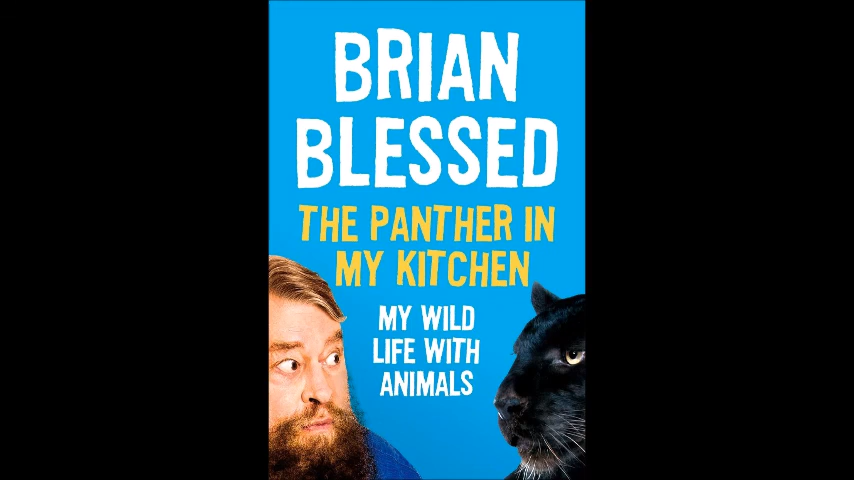 BRIAN
BLESSED
THE PANTHER IN
MY KITCHEN
MY WILD
LIFE WITH
ANIMALS